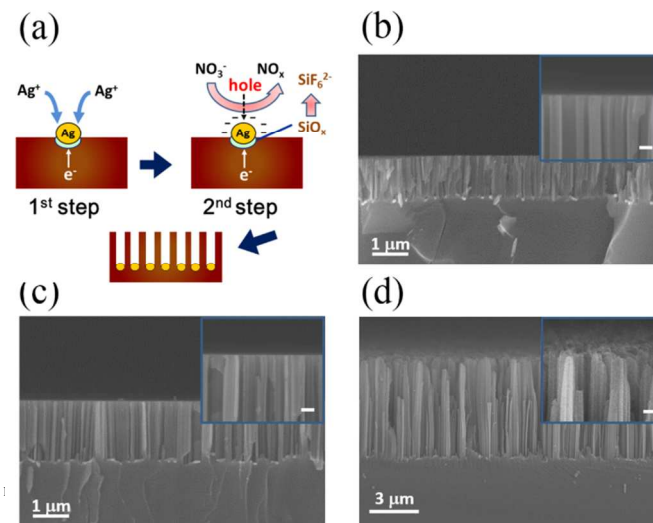 (a)
Ag⁺ Ag⁺
Ag
e⁻
1st step
NO₃⁻ NOₓ SiF₆²⁻
hole
Ag SiOₓ
e⁻
2nd step
(b)
1 μm
(c)
1 μm
(d)
3 μm